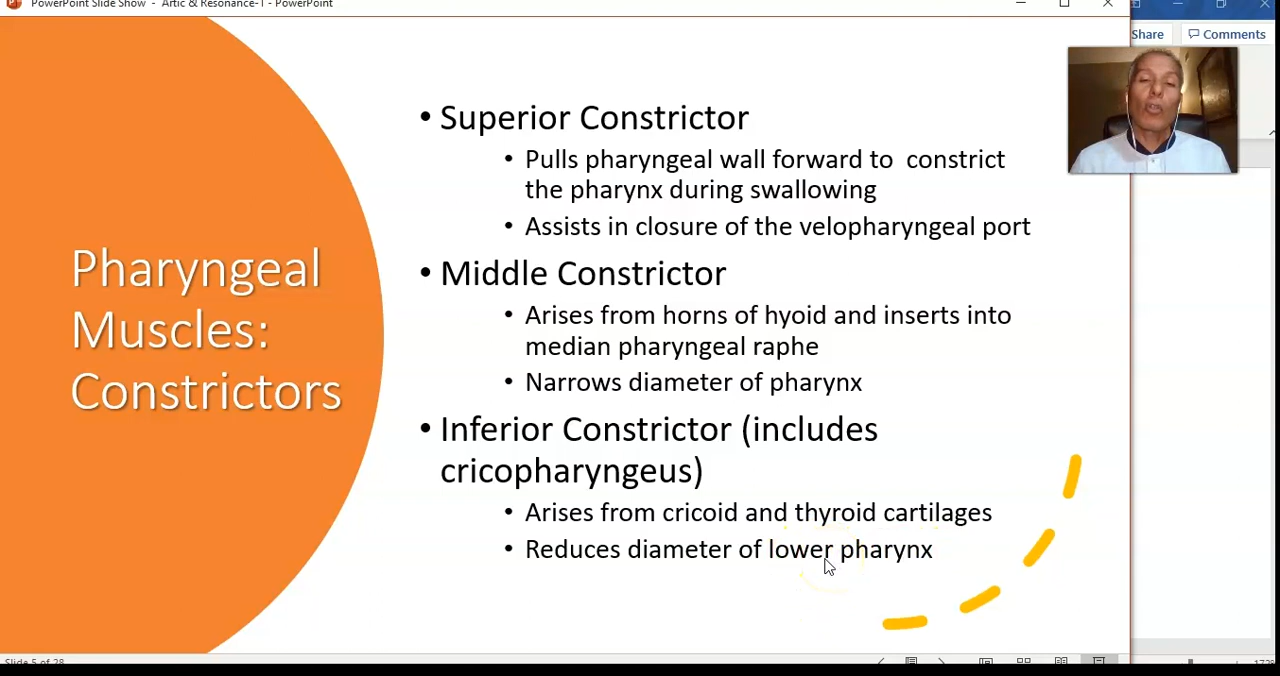 PowerPoint Slide Show - Artic & Resonance-1 - PowerPoint
Share
Comments
Pharyngeal
Muscles:
Constrictors
• Superior Constrictor
• Pulls pharyngeal wall forward to constrict
the pharynx during swallowing
• Assists in closure of the velopharyngeal port
• Middle Constrictor
• Arises from horns of hyoid and inserts into
median pharyngeal raphe
• Narrows diameter of pharynx
• Inferior Constrictor (includes
cricopharyngeus)
• Arises from cricoid and thyroid cartilages
• Reduces diameter of lower pharynx
Slide 5 of 28